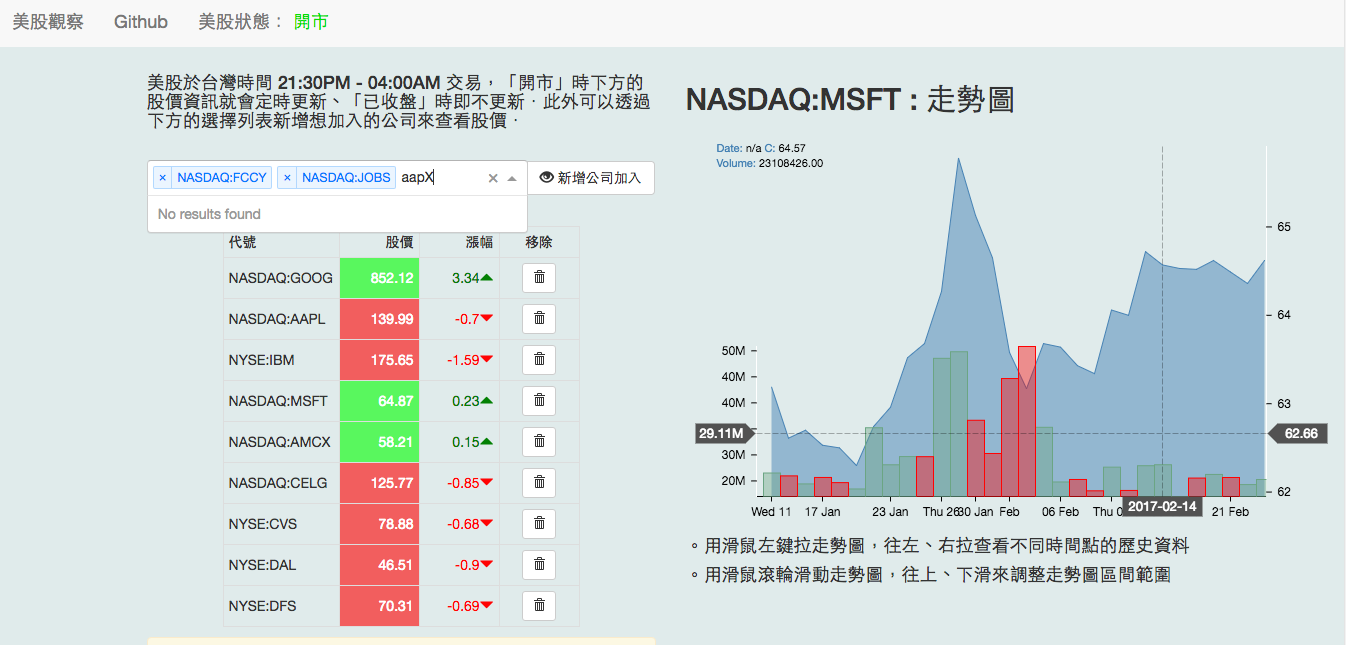 美股觀察 Github 美股狀態： 開市
美股於台灣時間 21:30PM - 04:00AM 交易，「開市」時下方的
股價資訊就會定時更新、「已收盤」時即不更新．此外可以透過
下方的選擇列表新增想加入的公司來查看股價．
× NASDAQ:FCCY × NASDAQ:JOBS aapX × 新增公司加入
No results found
代號 股價 漲幅 移除
NASDAQ:GOOG 852.12 3.34
NASDAQ:AAPL 139.99 -0.7
NYSE:IBM 175.65 -1.59
NASDAQ:MSFT 64.87 0.23
NASDAQ:AMCX 58.21 0.15
NASDAQ:CELG 125.77 -0.85
NYSE:CVS 78.88 -0.68
NYSE:DAL 46.51 -0.9
NYSE:DFS 70.31 -0.69
NASDAQ:MSFT : 走勢圖
Date: n/a C: 64.57
Volume: 23108426.00
65
64
50M
40M
40M 63
29.11M 62.66
30M
20M 62
Wed 11 17 Jan 23 Jan Thu 26 30 Jan Feb 06 Feb Thu 2017-02-14 21 Feb
。用滑鼠左鍵拉走勢圖，往左、右拉查看不同時間點的歷史資料
。用滑鼠滾輪滑動走勢圖，往上、下滑來調整走勢圖區間範圍